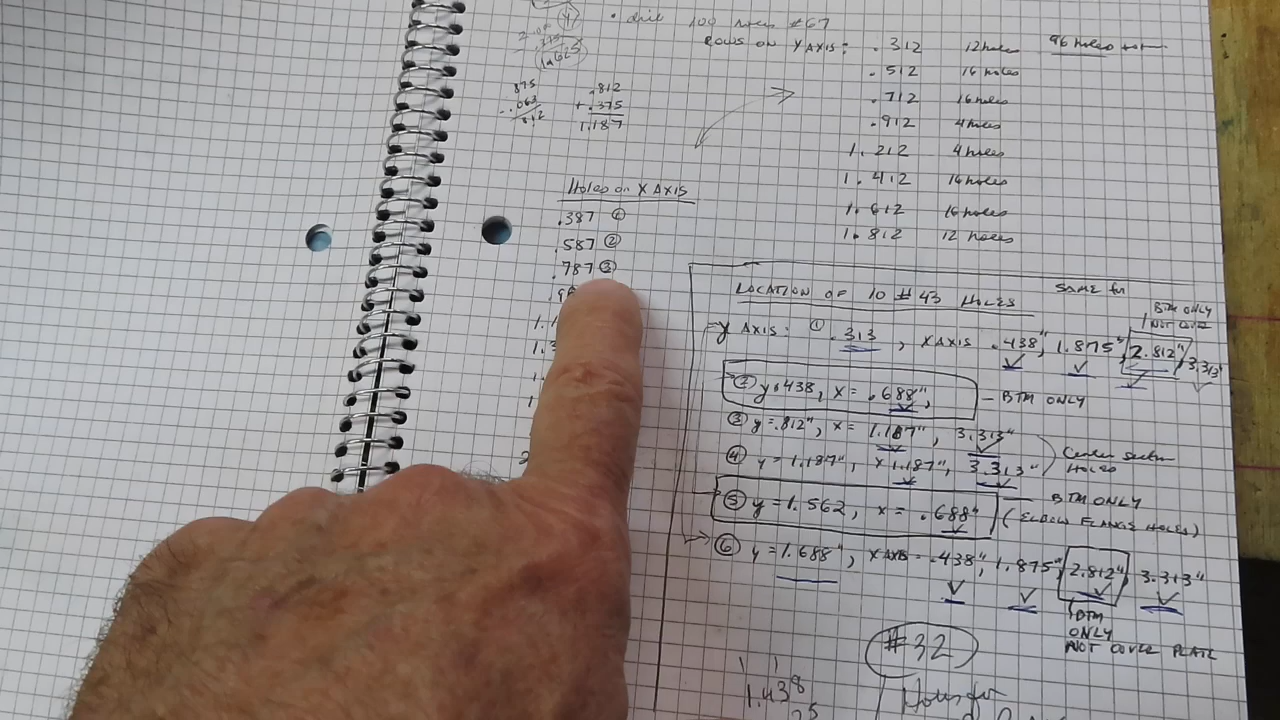 4
• drill 100 holes #67
ROWS ON Y AXIS: .312 12 holes 96 holes
.512 16 holes
.712 16 holes
.912 4 holes
1.212 4 holes
1.412 16 holes
1.612 16 holes
1.812 12 holes
1.625
.875
-.063
.812
.812
+ .375
1.187
Holes on X AXIS
.387 ①
.587 ②
.787 ③
LOCATION OF 10 #43 HOLES SAME for
BTM ONLY
NOT COVER
y AXIS: ① .313, X AXIS .438", 1.875", 2.812", 3.313"
② y .438, X = .688", — BTM ONLY
③ y = .812", X = 1.187", 3.313"
④ y = 1.187", X 1.187", 3.313"
Center Section
HOLES
⑤ y = 1.562, X = .688" — BTM ONLY
(ELBOW FLANGE HOLES)
⑥ y = 1.688", X AXIS = .438", 1.875", 2.812", 3.313"
BTM
ONLY
NOT COVER PLATE
#32
1.438
Holes for